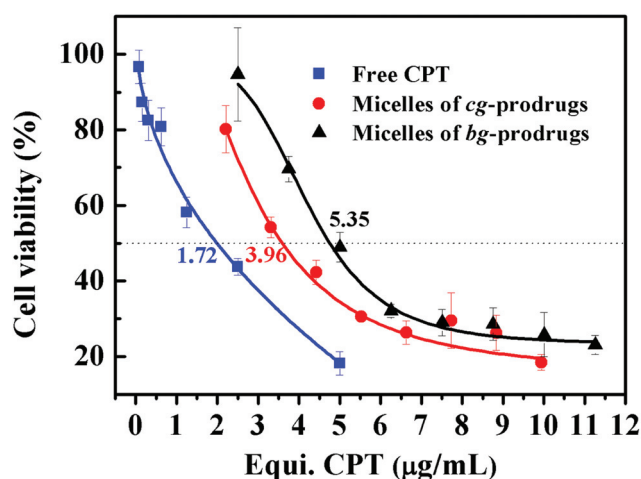 Cell viability (%)
100
80
60
40
20
Free CPT
Micelles of cg-prodrugs
Micelles of bg-prodrugs
5.35
1.72
3.96
0 1 2 3 4 5 6 7 8 9 10 11 12
Equi. CPT (μg/mL)